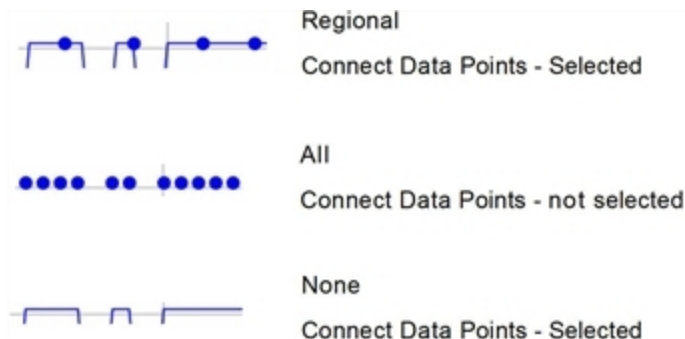 Regional
Connect Data Points - Selected
All
Connect Data Points - not selected
None
Connect Data Points - Selected